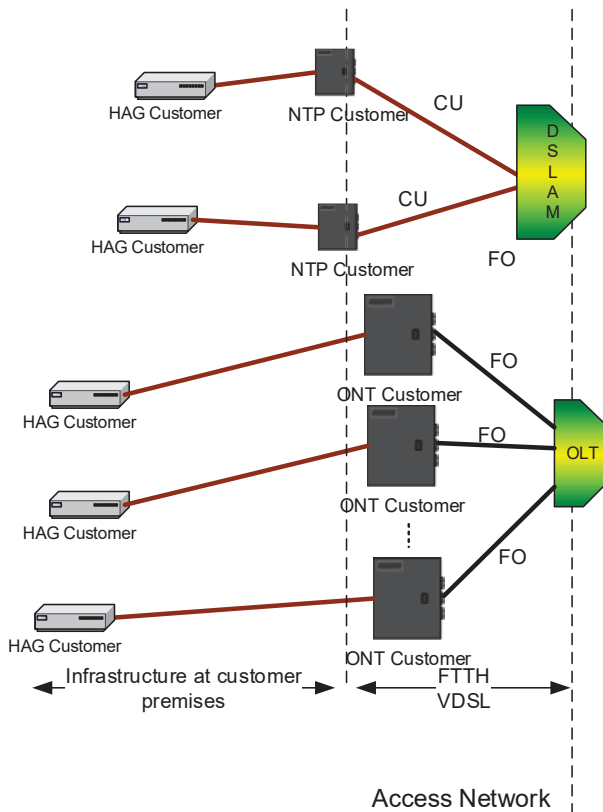 HAG Customer
NTP Customer
CU
DSLAM
CU
HAG Customer
NTP Customer
FO
FO
ONT Customer
HAG Customer
FO
OLT
ONT Customer
HAG Customer
FO
HAG Customer
ONT Customer
Infrastructure at customer
premises
FTTH
VDSL
Access Network